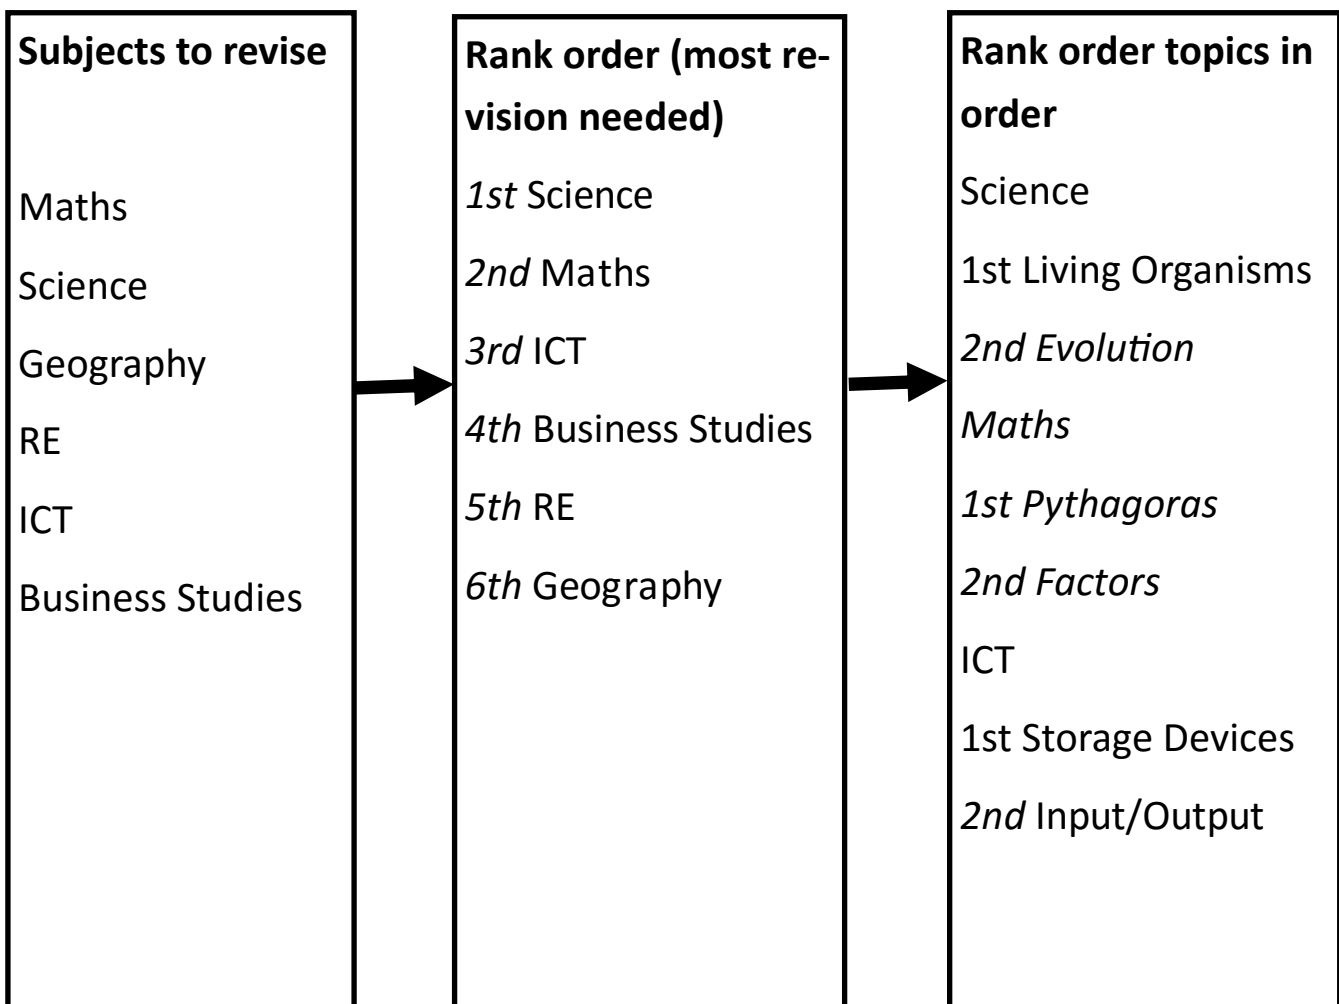 Subjects to revise
Maths
Science
Geography
RE
ICT
Business Studies
Rank order (most re-
vision needed)
1st Science
2nd Maths
3rd ICT
4th Business Studies
5th RE
6th Geography
Rank order topics in
order
Science
1st Living Organisms
2nd Evolution
Maths
1st Pythagoras
2nd Factors
ICT
1st Storage Devices
2nd Input/Output